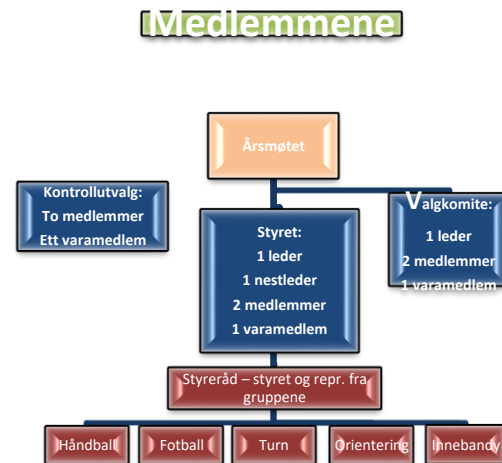 Medlemmene
Årsmøtet
Kontrollutvalg:
To medlemmer
Ett varamedlem
Styret:
1 leder
1 nestleder
2 medlemmer
1 varamedlem
Valgkomite:
1 leder
2 medlemmer
1 varamedlem
Styreråd – styret og repr. fra
gruppene
Håndball
Fotball
Turn
Orientering
Innebandy